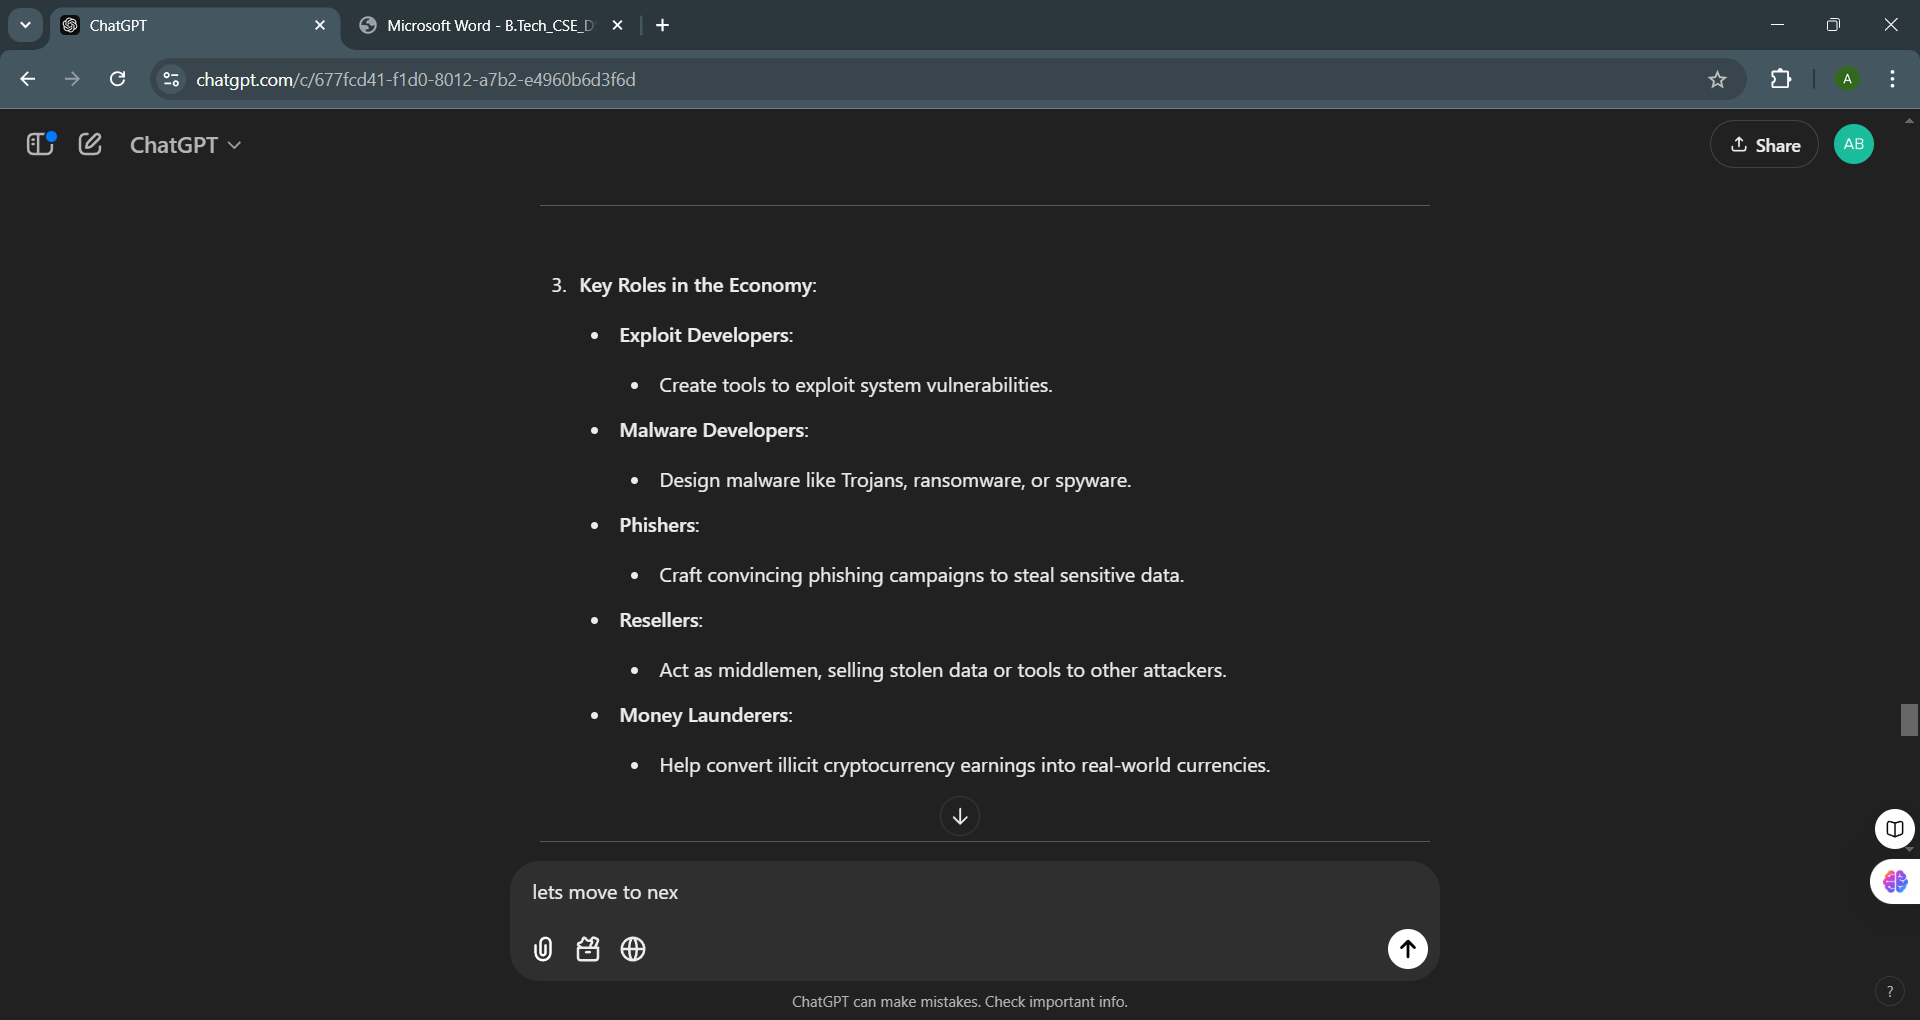 ChatGPT
Microsoft Word - B.Tech_CSE_D
chatgpt.com/c/677fcd41-f1d0-8012-a7b2-e4960b6d3f6d
A
ChatGPT
Share
AB
3. Key Roles in the Economy:
• Exploit Developers:
• Create tools to exploit system vulnerabilities.
• Malware Developers:
• Design malware like Trojans, ransomware, or spyware.
• Phishers:
• Craft convincing phishing campaigns to steal sensitive data.
• Resellers:
• Act as middlemen, selling stolen data or tools to other attackers.
• Money Launderers:
• Help convert illicit cryptocurrency earnings into real-world currencies.
lets move to nex
ChatGPT can make mistakes. Check important info.
?